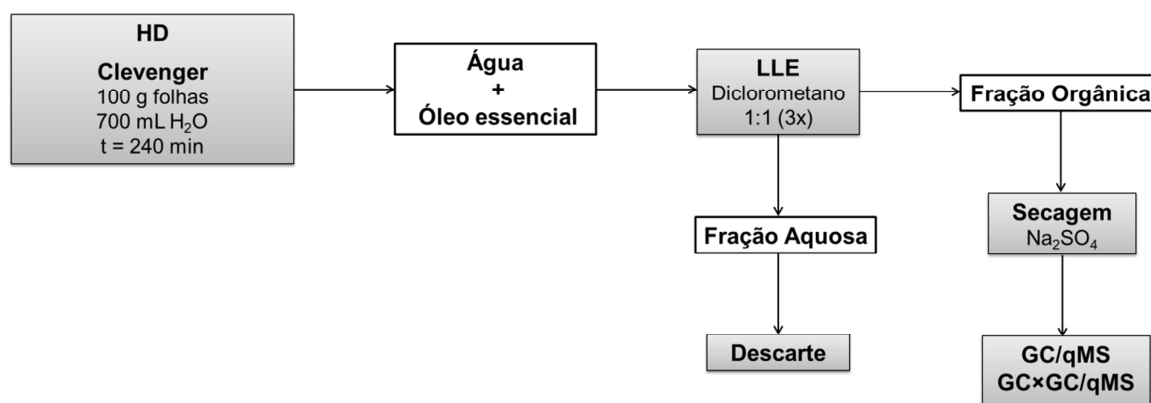 HD
Clevenger
100 g folhas
700 mL H₂O
t = 240 min
Água
+
Óleo essencial
LLE
Diclorometano
1:1 (3x)
Fração Orgânica
Fração Aquosa
Secagem
Na₂SO₄
Descarte
GC/qMS
GC×GC/qMS